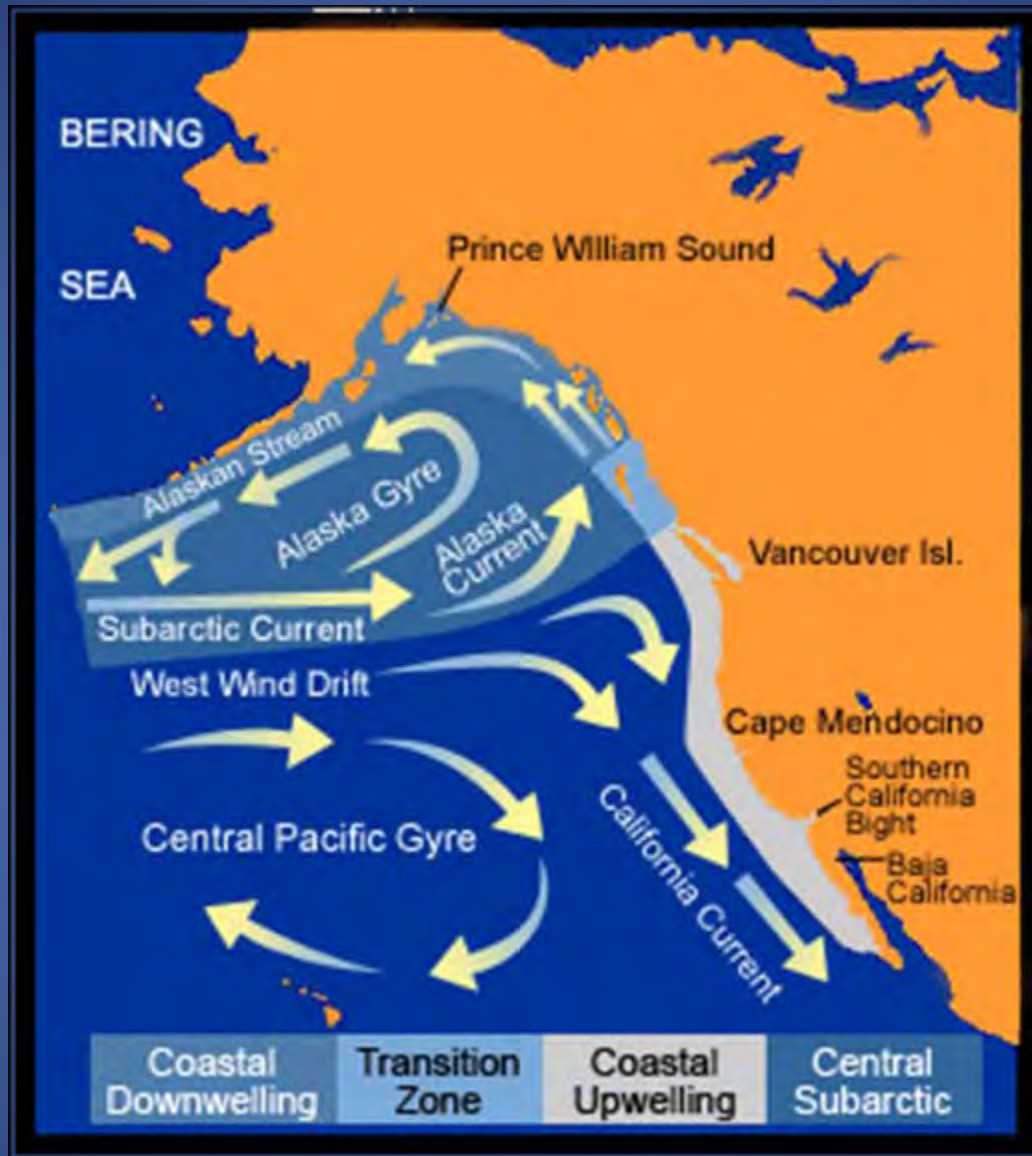 BERING
SEA
Prince William Sound
Alaskan Stream
Alaska Gyre
Alaska
Current
Subarctic Current
Vancouver Isl.
West Wind Drift
Cape Mendocino
Southern
California
Bight
Baja
California
Central Pacific Gyre
California Current
Coastal
Downwelling
Transition
Zone
Coastal
Upwelling
Central
Subarctic